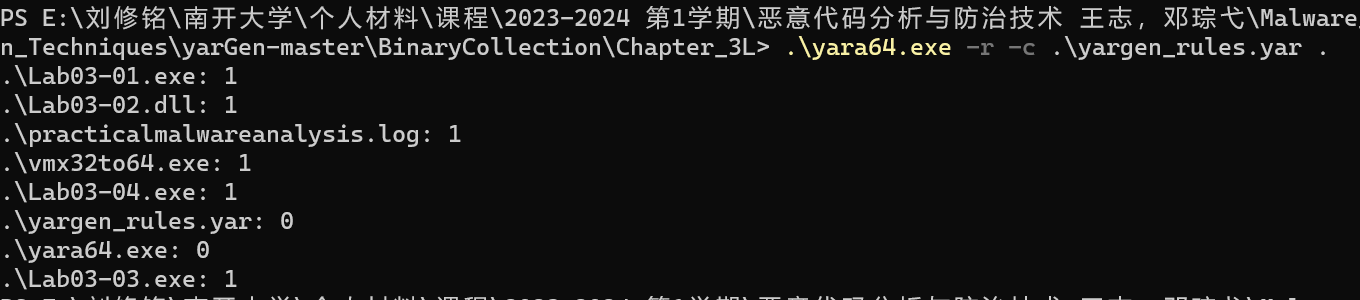 PS E:\刘修铭\南开大学\个人材料\课程\2023-2024 第1学期\恶意代码分析与防治技术 王志，邓琮弋\Malware
n_Techniques\yarGen-master\BinaryCollection\Chapter_3L> .\yara64.exe -r -c .\yargen_rules.yar .
.\Lab03-01.exe: 1
.\Lab03-02.dll: 1
.\practicalmalwareanalysis.log: 1
.\vmx32to64.exe: 1
.\Lab03-04.exe: 1
.\yargen_rules.yar: 0
.\yara64.exe: 0
.\Lab03-03.exe: 1